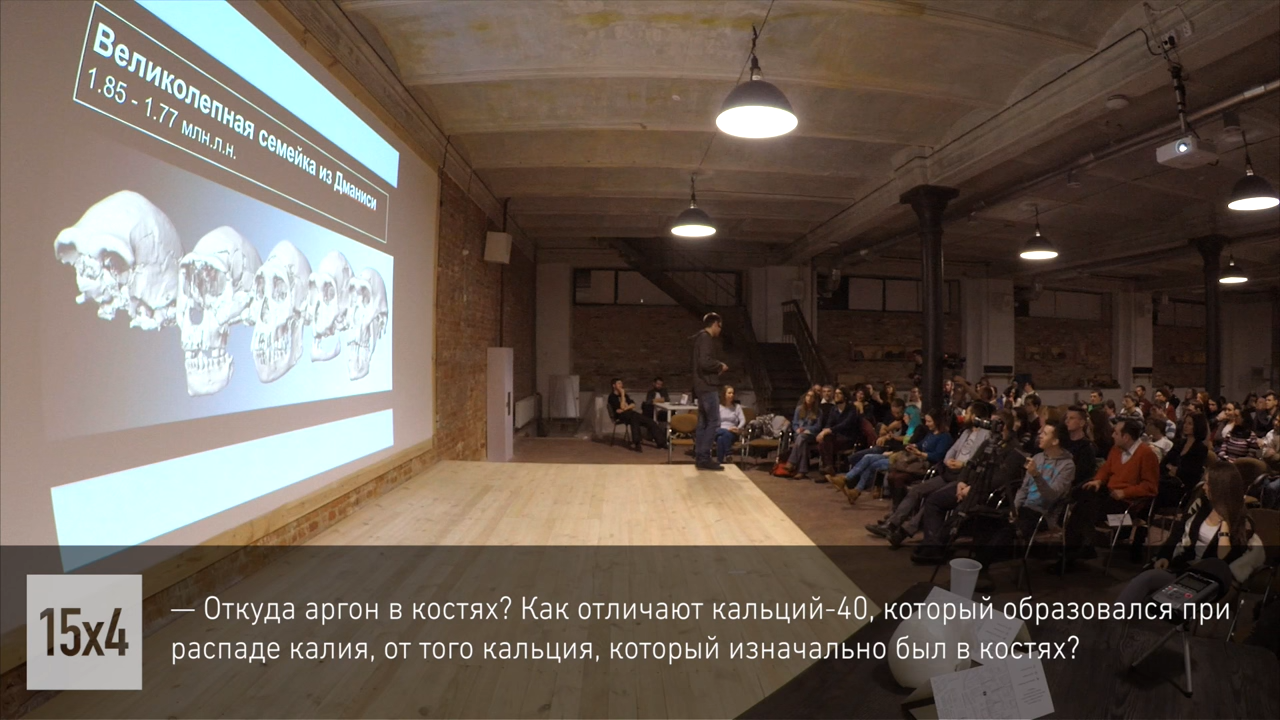 Великолепная семейка из Дманиси
1.85 - 1.77 млн.л.н.
15x4
— Откуда аргон в костях? Как отличают кальций-40, который образовался при
распаде калия, от того кальция, который изначально был в костях?